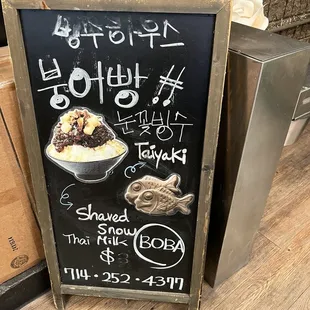 빙수하우스
붕어빵 !!
눈꽃빙수
Taiyaki
Shared
Snow
Thai Milk
BOBA
$
714 · 252 · 4377